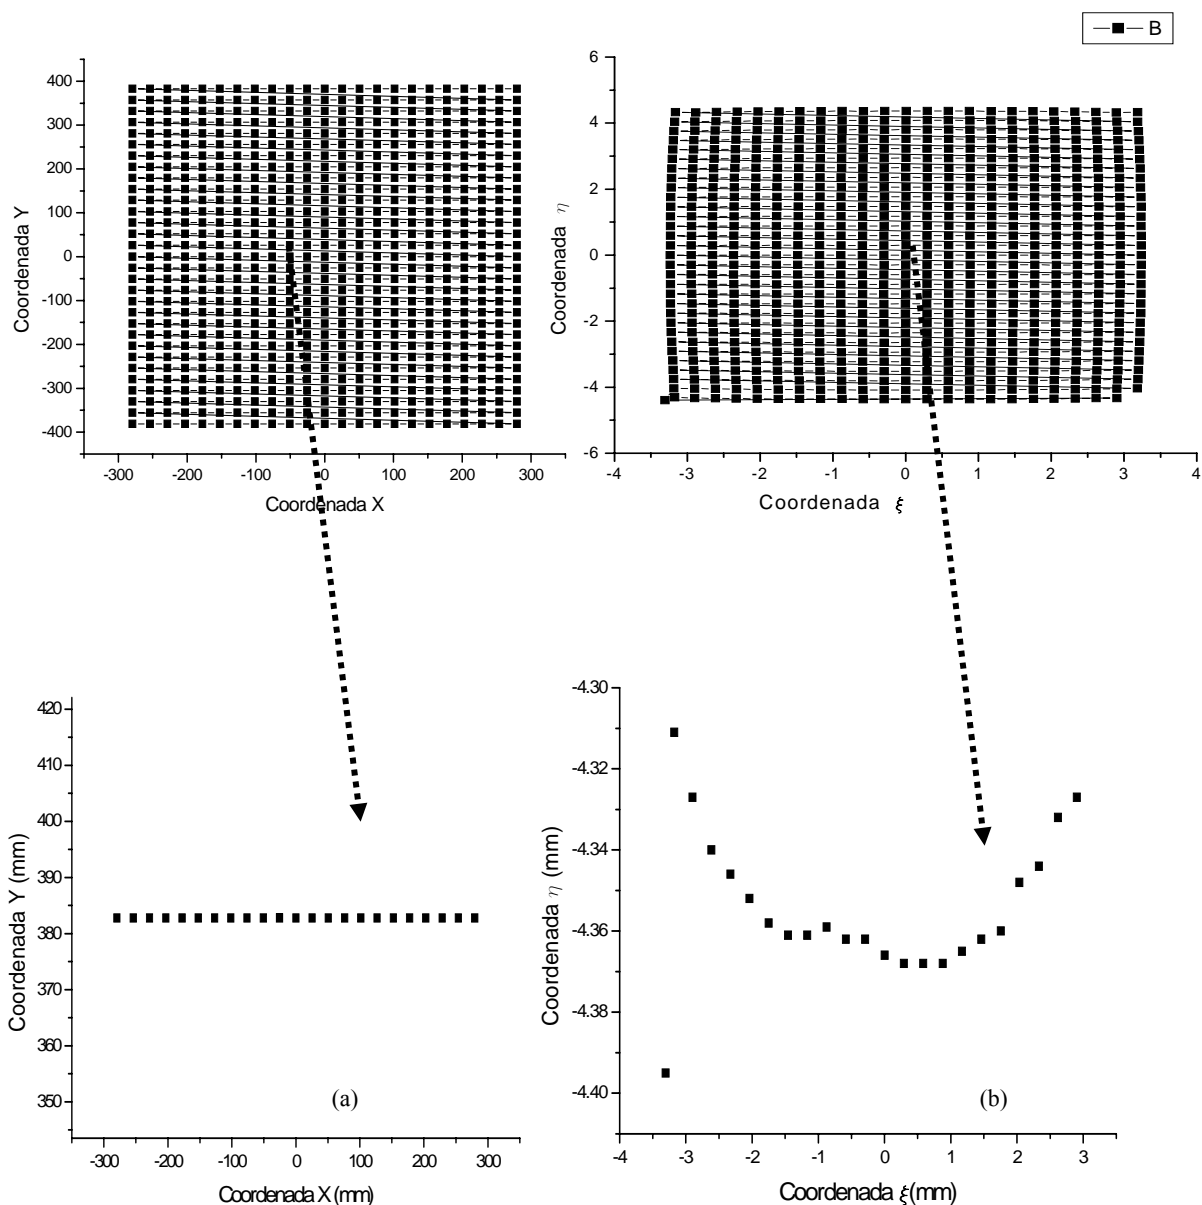 B
400
300
200
100
0
-100
-200
-300
-400
Coordenada Y
-300 -200 -100 0 100 200 300
Coordenada X
6
4
2
0
-2
-4
-6
Coordenada η
-4 -3 -2 -1 0 1 2 3 4
Coordenada ξ
420
410
400
390
380
370
360
350
Coordenada Y (mm)
(a)
-300 -200 -100 0 100 200 300
Coordenada X (mm)
-4.30
-4.32
-4.34
-4.36
-4.38
-4.40
Coordenada η (mm)
(b)
-4 -3 -2 -1 0 1 2 3
Coordenada ξ(mm)